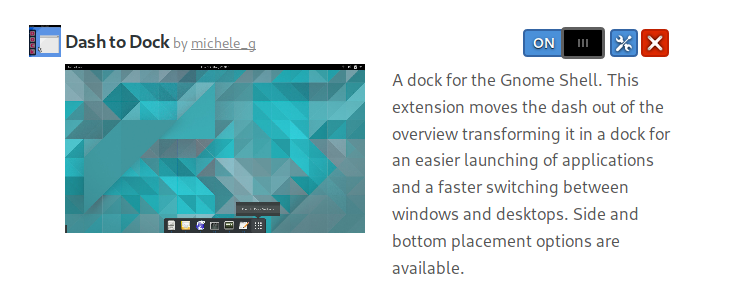 Dash to Dock by michele_g
ON
A dock for the Gnome Shell. This
extension moves the dash out of the
overview transforming it in a dock for
an easier launching of applications
and a faster switching between
windows and desktops. Side and
bottom placement options are
available.